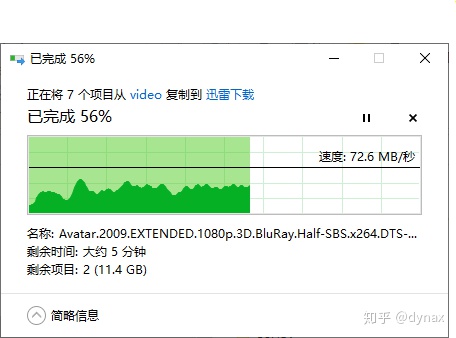 已完成 56%
正在将 7 个项目从 video 复制到 迅雷下载
已完成 56%
速度: 72.6 MB/秒
名称: Avatar.2009.EXTENDED.1080p.3D.BluRay.Half-SBS.x264.DTS-...
剩余时间: 大约 5 分钟
剩余项目: 2 (11.4 GB)
简略信息
知乎 @dynax